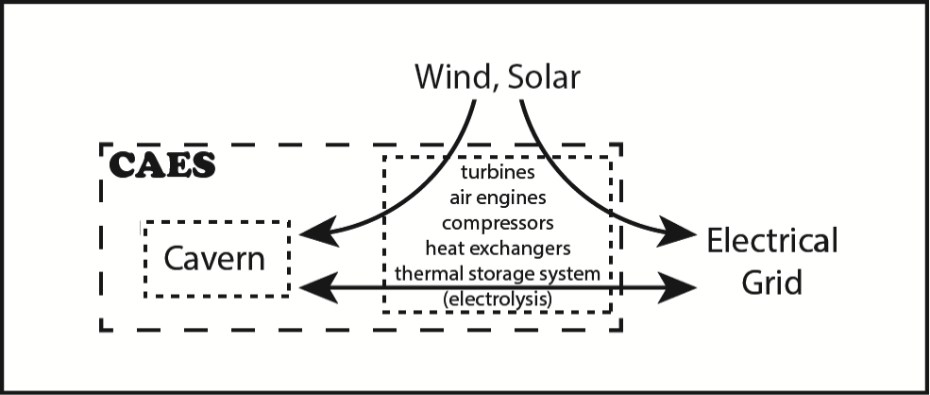 Wind, Solar
CAES
turbines
air engines
compressors
heat exchangers
thermal storage system
(electrolysis)
Cavern
Electrical
Grid